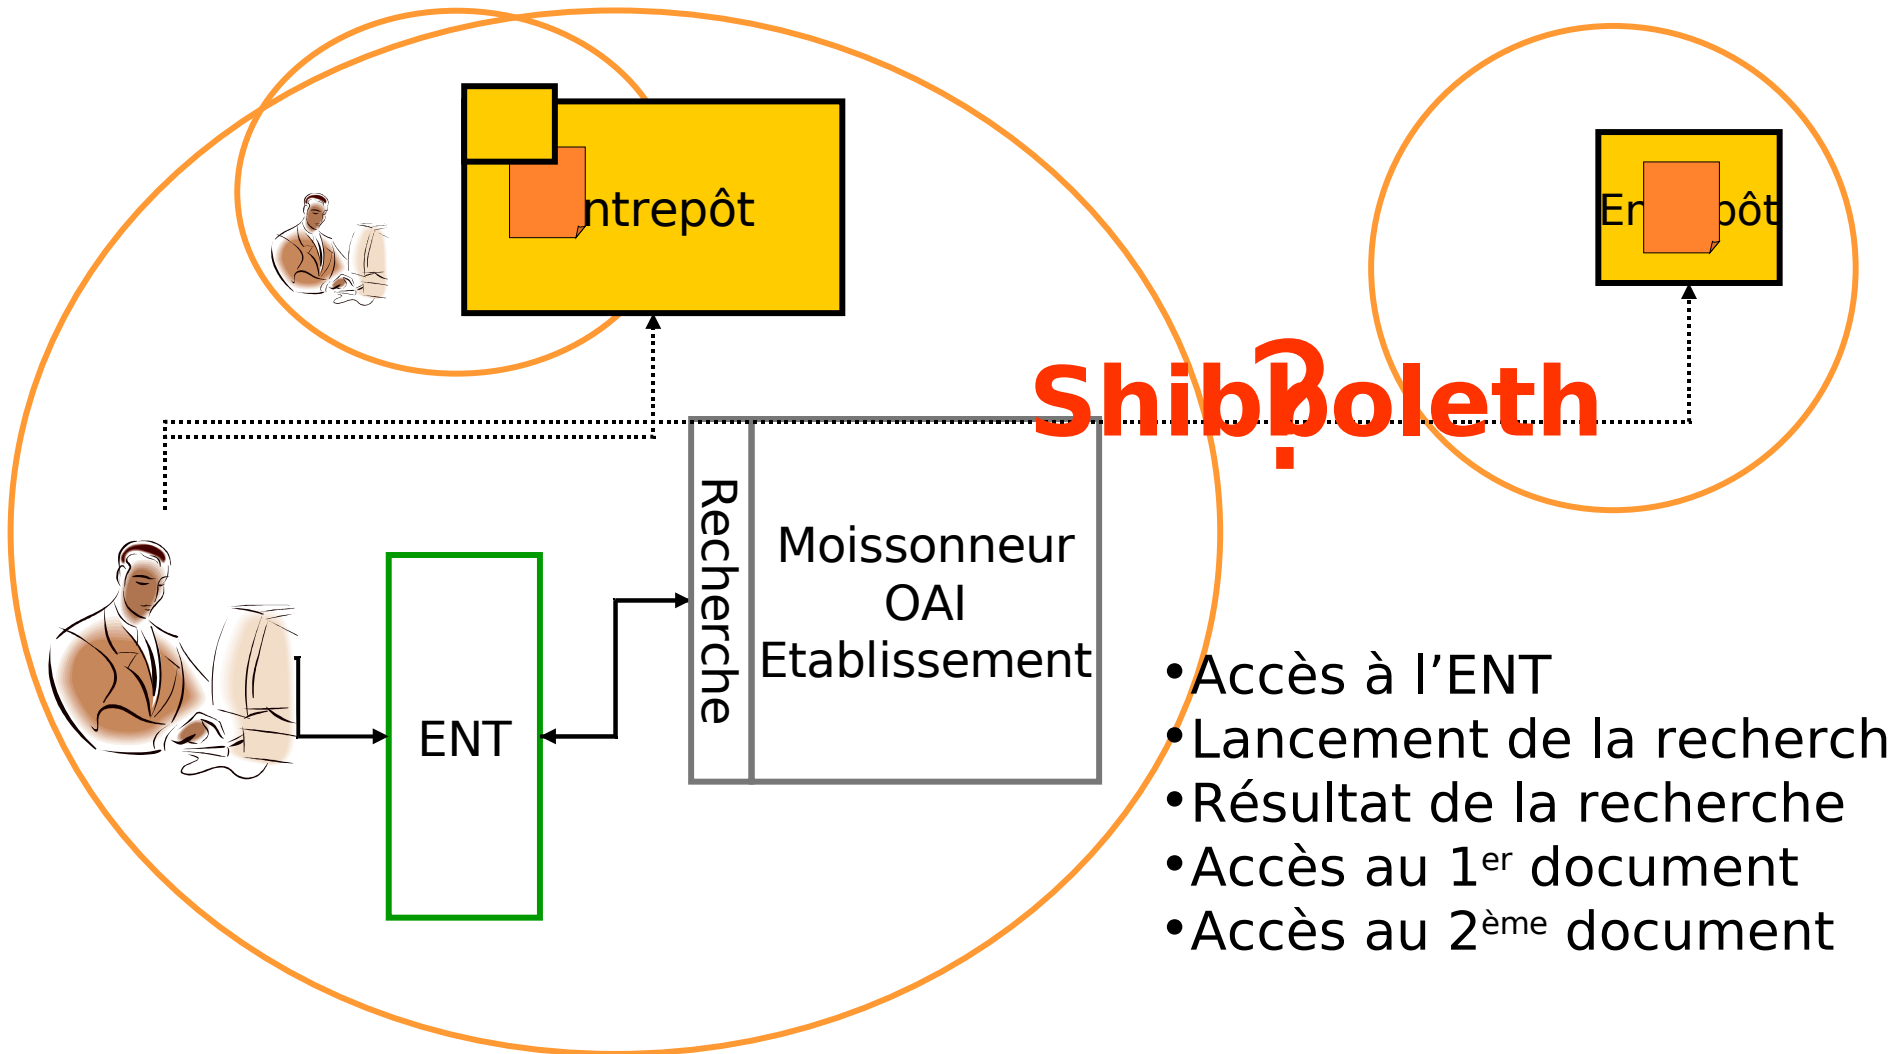 ntrepôt
En pôt
Shibboleth
?
Recherche
Moissonneur
OAI
Etablissement
ENT
•Accès à l’ENT
•Lancement de la recherch
•Résultat de la recherche
•Accès au 1er document
•Accès au 2ème document